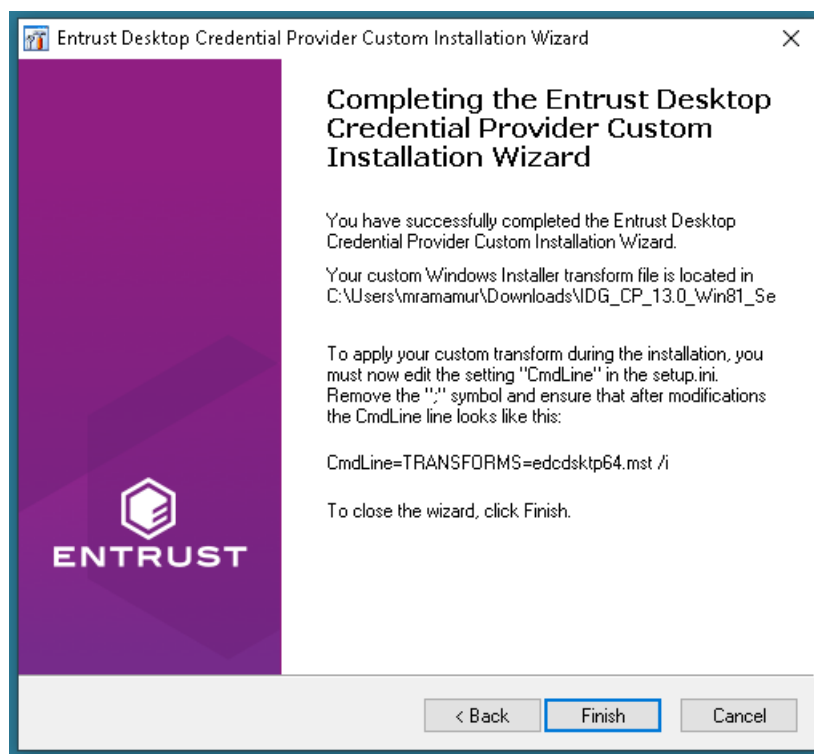 Entrust Desktop Credential Provider Custom Installation Wizard
Completing the Entrust Desktop
Credential Provider Custom
Installation Wizard
You have successfully completed the Entrust Desktop
Credential Provider Custom Installation Wizard.
Your custom Windows Installer transform file is located in
C:\Users\mramamur\Downloads\IDG_CP_13.0_Win81_Se
To apply your custom transform during the installation, you
must now edit the setting "CmdLine" in the setup.ini.
Remove the ";" symbol and ensure that after modifications
the CmdLine line looks like this:
CmdLine=TRANSFORMS=edcdsktp64.mst /i
To close the wizard, click Finish.
ENTRUST
< Back
Finish
Cancel